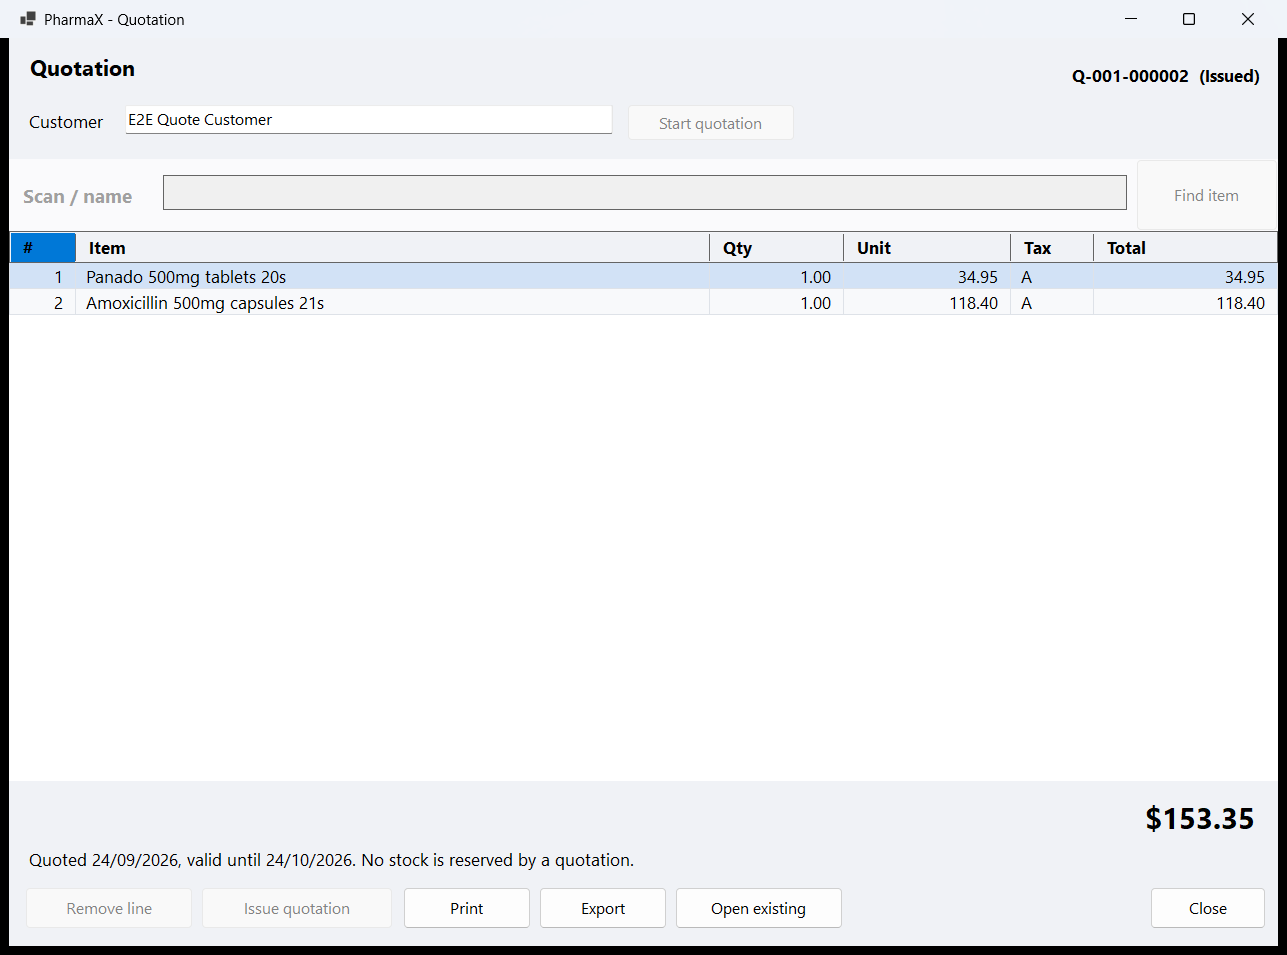 PharmaX - Quotation
Quotation
Q-001-000002 (Issued)
Customer E2E Quote Customer Start quotation
Scan / name Find item
# Item Qty Unit Tax Total
1 Panado 500mg tablets 20s 1.00 34.95 A 34.95
2 Amoxicillin 500mg capsules 21s 1.00 118.40 A 118.40
$153.35
Quoted 24/09/2026, valid until 24/10/2026. No stock is reserved by a quotation.
Remove line Issue quotation Print Export Open existing Close